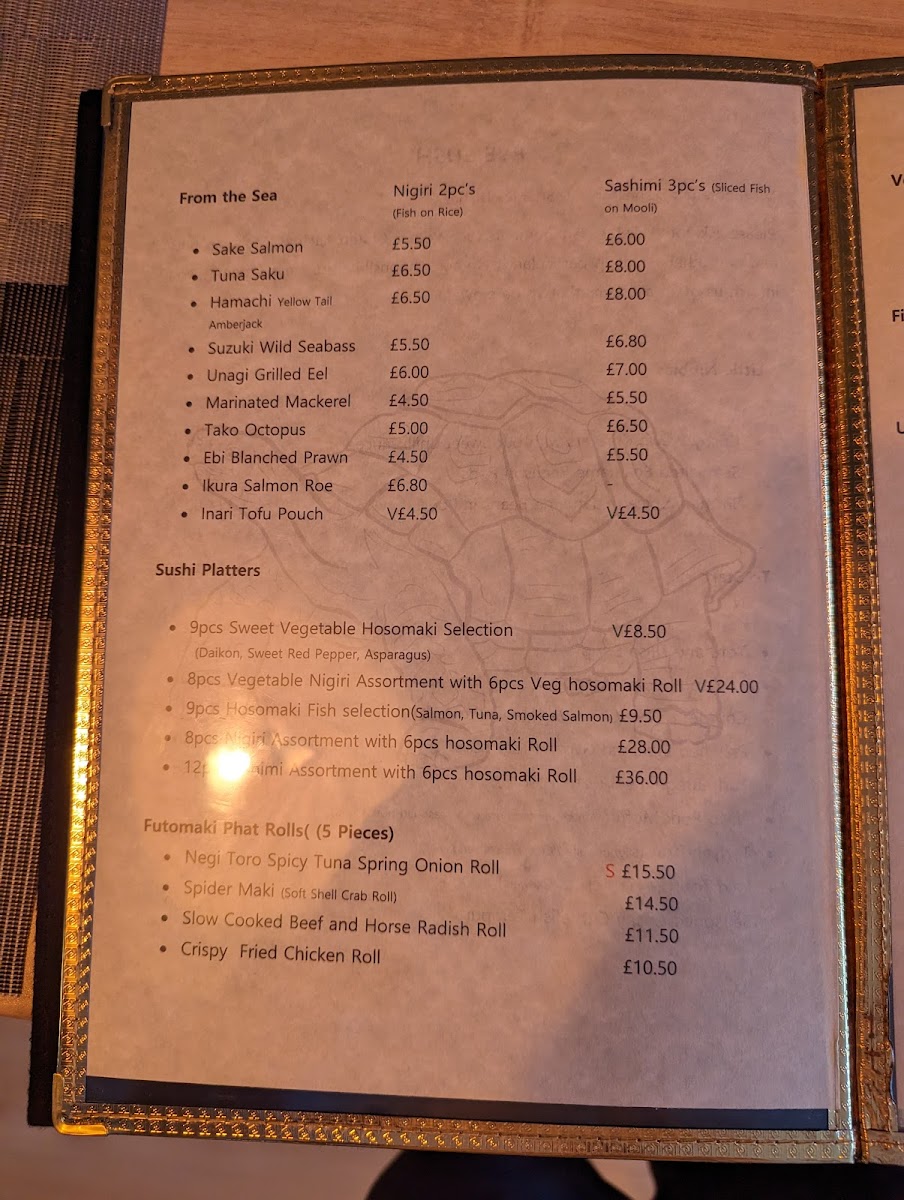 From the Sea Nigiri 2pc's Sashimi 3pc's (Sliced Fish
(Fish on Rice) on Mooli)
• Sake Salmon £5.50 £6.00
• Tuna Saku £6.50 £8.00
• Hamachi Yellow Tail £6.50 £8.00
Amberjack
• Suzuki Wild Seabass £5.50 £6.80
• Unagi Grilled Eel £6.00 £7.00
• Marinated Mackerel £4.50 £5.50
• Tako Octopus £5.00 £6.50
• Ebi Blanched Prawn £4.50 £5.50
• Ikura Salmon Roe £6.80 -
• Inari Tofu Pouch V£4.50 V£4.50
Sushi Platters
• 9pcs Sweet Vegetable Hosomaki Selection V£8.50
(Daikon, Sweet Red Pepper, Asparagus)
• 8pcs Vegetable Nigiri Assortment with 6pcs Veg hosomaki Roll V£24.00
• 9pcs Hosomaki Fish selection(Salmon, Tuna, Smoked Salmon) £9.50
• 8pcs Nigiri Assortment with 6pcs hosomaki Roll £28.00
• Assortment with 6pcs hosomaki Roll £36.00
Futomaki Phat Rolls( (5 Pieces)
• Negi Toro Spicy Tuna Spring Onion Roll S £15.50
• Spider Maki (Soft Shell Crab Roll) £14.50
• Slow Cooked Beef and Horse Radish Roll £11.50
• Crispy Fried Chicken Roll £10.50